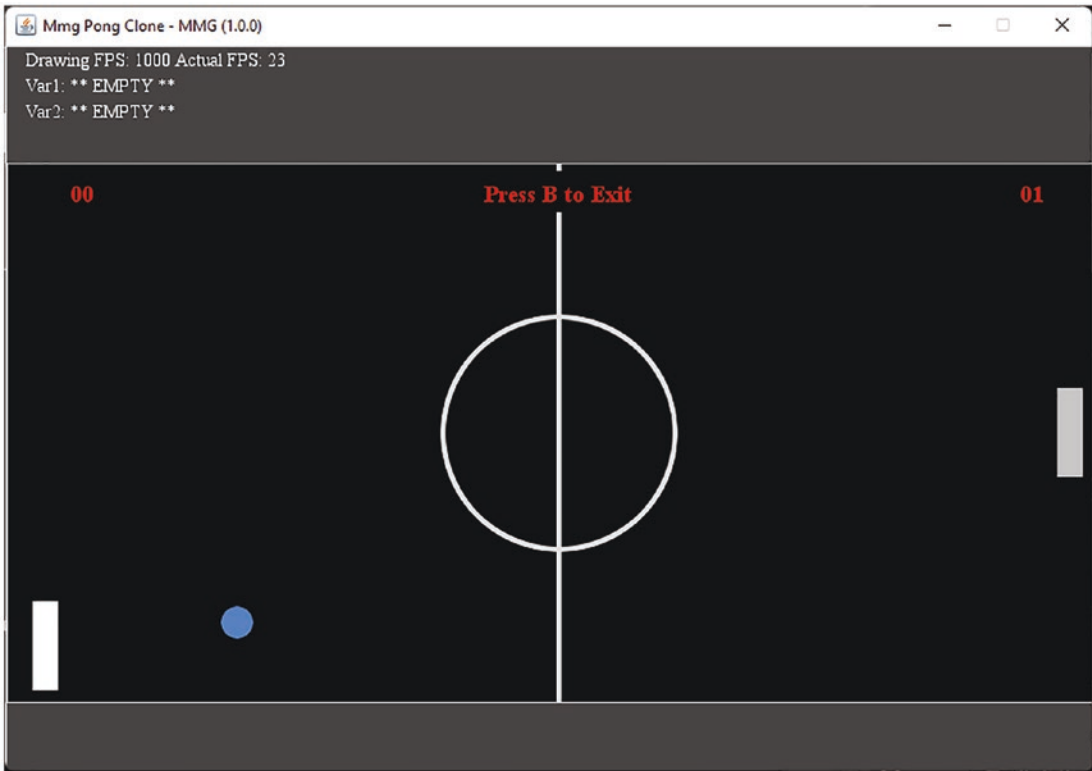 Mmg Pong Clone - MMG (1.0.0)
Drawing FPS: 1000 Actual FPS: 23
Var1: ** EMPTY **
Var2: ** EMPTY **
00 Press B to Exit 01